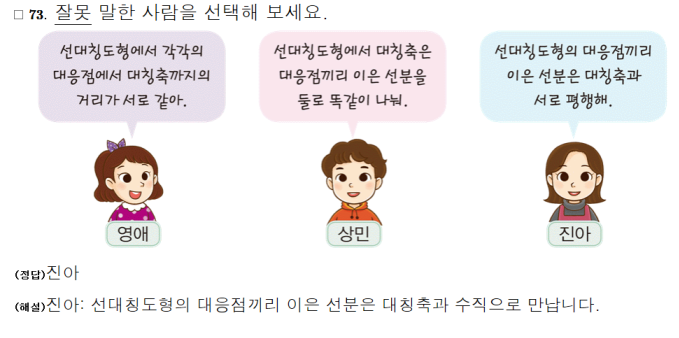 □ 73. 잘못 말한 사람을 선택해 보세요.
선대칭도형에서 각각의
대응점에서 대칭축까지의
거리가 서로 같아.
선대칭도형에서 대칭축은
대응점끼리 이은 선분을
둘로 똑같이 나눠.
선대칭도형의 대응점끼리
이은 선분은 대칭축과
서로 평행해.
영애
상민
진아
(정답)진아
(해설)진아: 선대칭도형의 대응점끼리 이은 선분은 대칭축과 수직으로 만납니다.